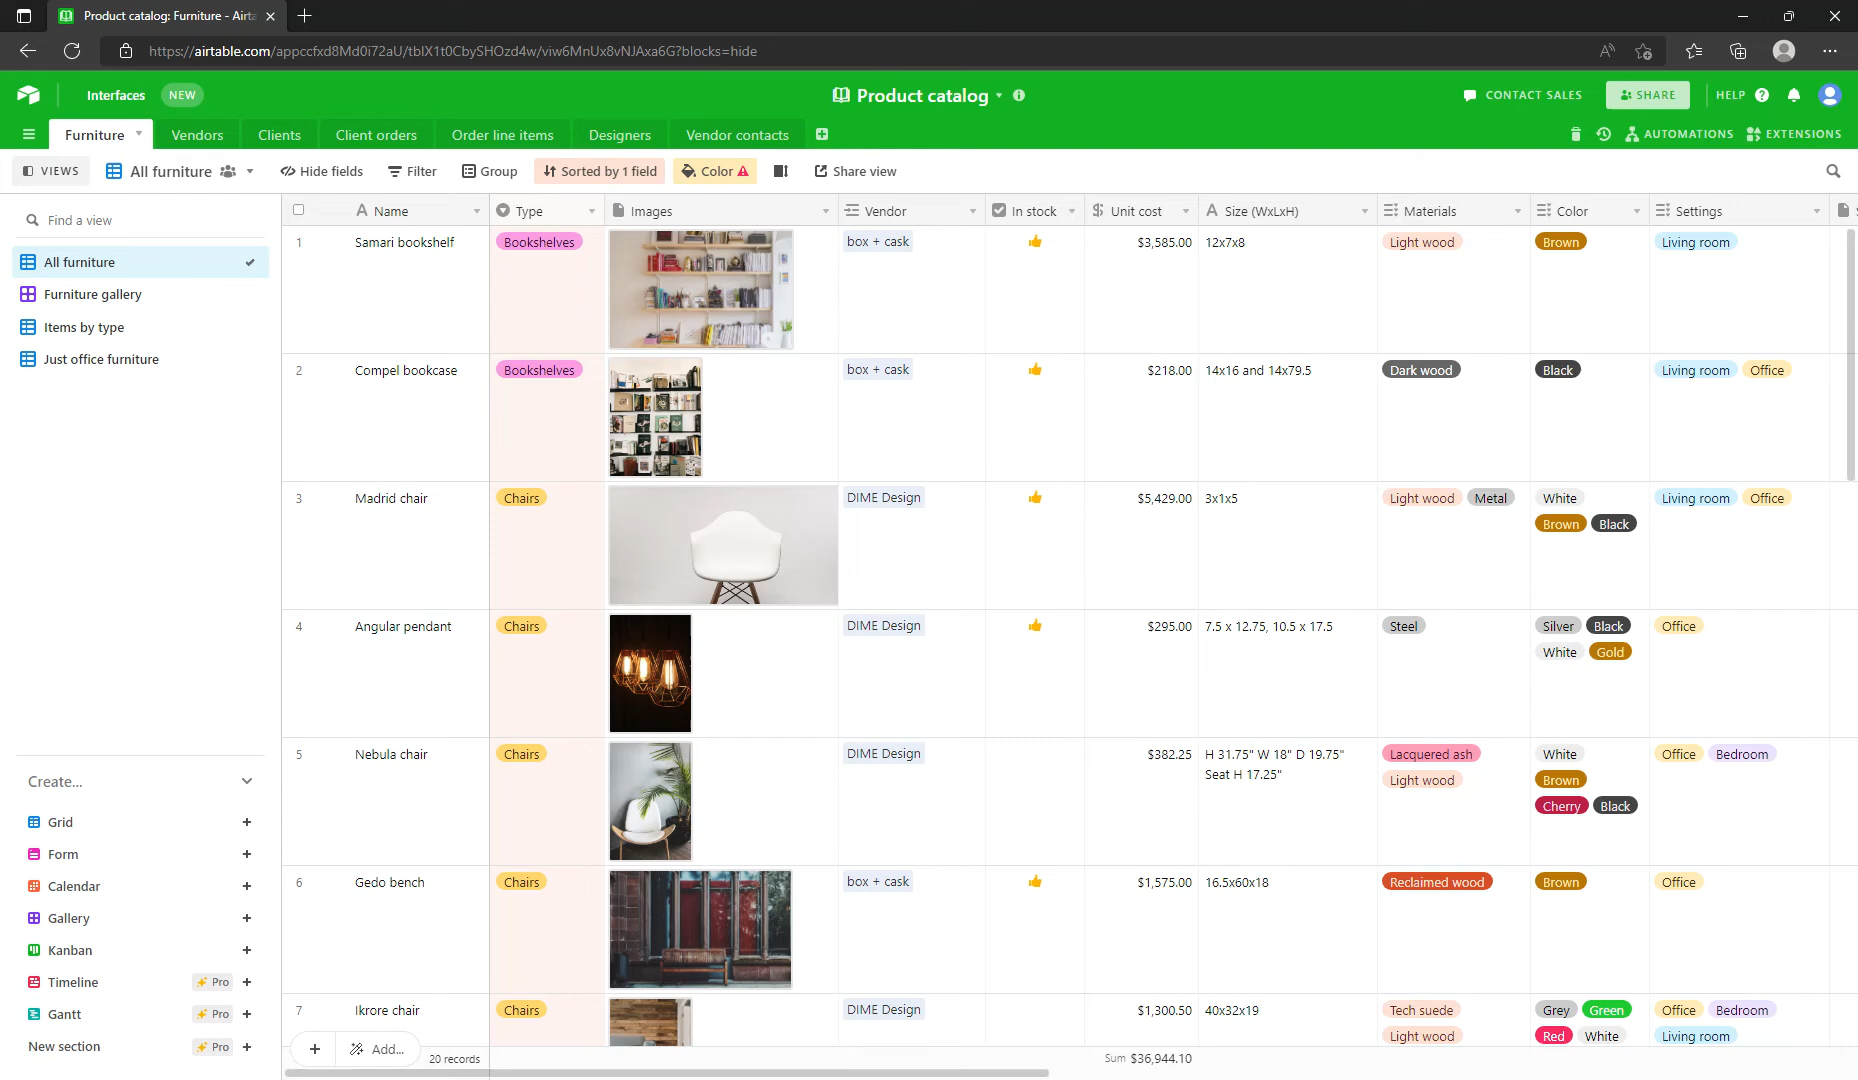 Product catalog: Furniture - Airta
https://airtable.com/appccfxd8Md0i72aU/tblX1t0CbySHOzd4w/viw6MnUx8vNJAxa6G?blocks=hide
Interfaces NEW Product catalog CONTACT SALES SHARE HELP
Furniture Vendors Clients Client orders Order line items Designers Vendor contacts AUTOMATIONS EXTENSIONS
VIEWS All furniture Hide fields Filter Group Sorted by 1 field Color Share view
Find a view
All furniture
Furniture gallery
Items by type
Just office furniture
Create...
Grid
Form
Calendar
Gallery
Kanban
Timeline Pro
Gantt Pro
New section Pro
Name Type Images Vendor In stock Unit cost Size (WxLxH) Materials Color Settings
1 Samari bookshelf Bookshelves box + cask $3,585.00 12x7x8 Light wood Brown Living room
2 Compel bookcase Bookshelves box + cask $218.00 14x16 and 14x79.5 Dark wood Black Living room Office
3 Madrid chair Chairs DIME Design $5,429.00 3x1x5 Light wood Metal White Living room Office
Brown Black
4 Angular pendant Chairs DIME Design $295.00 7.5 x 12.75, 10.5 x 17.5 Steel Silver Black Office
White Gold
5 Nebula chair Chairs DIME Design $382.25 H 31.75" W 18" D 19.75" Lacquered ash White Office Bedroom
Seat H 17.25" Light wood Brown
Cherry Black
6 Gedo bench Chairs box + cask $1,575.00 16.5x60x18 Reclaimed wood Brown Office
7 Ikrore chair Chairs DIME Design $1,300.50 40x32x19 Tech suede Grey Green Office Bedroom
Light wood Red White Living room
Add... 20 records Sum $36,944.10